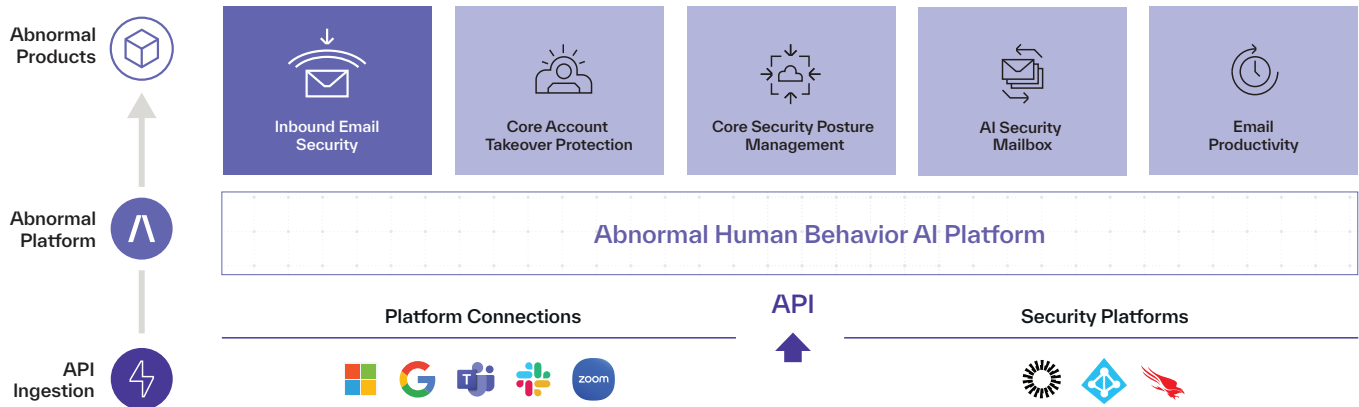 Abnormal
Products
Inbound Email
Security
Core Account
Takeover Protection
Core Security Posture
Management
AI Security
Mailbox
Email
Productivity
Abnormal
Platform
Abnormal Human Behavior AI Platform
API
Platform Connections
Security Platforms
API
Ingestion
T
zoom